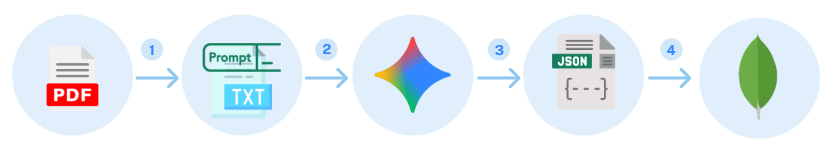 1
2
3
4
PDF
Prompt
TXT
JSON
{---}